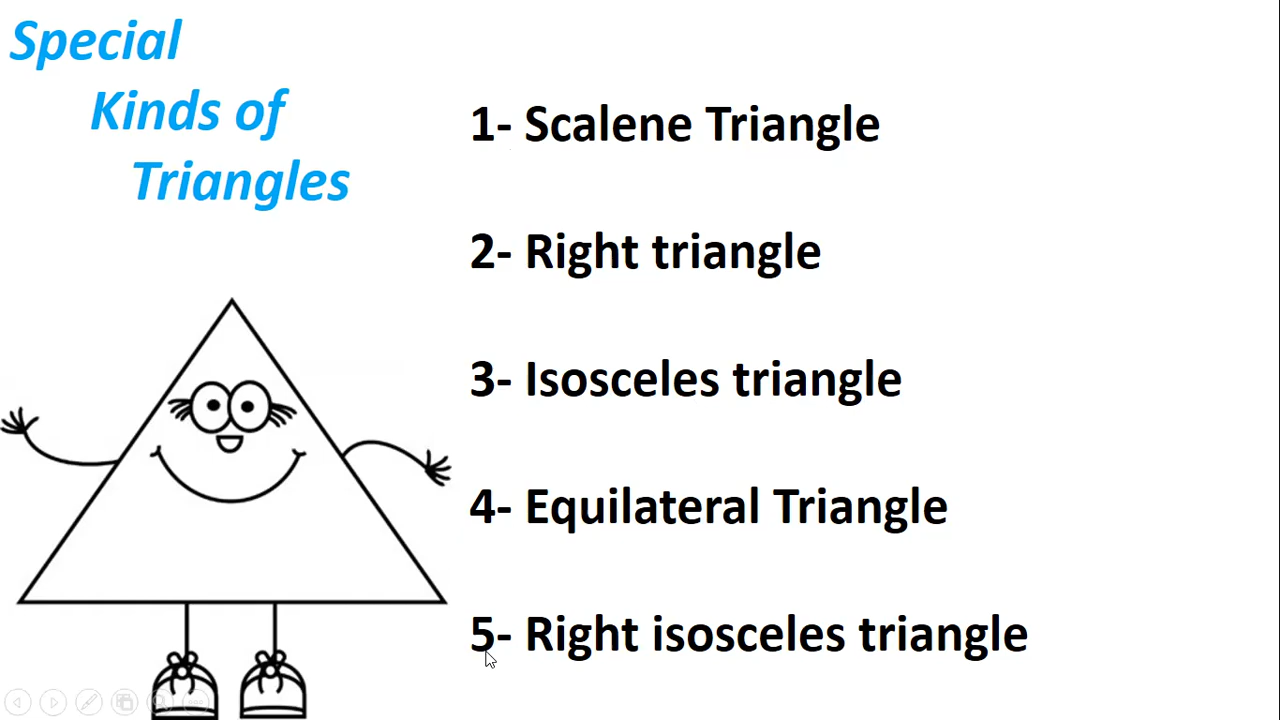 Special
Kinds of
Triangles
1- Scalene Triangle
2- Right triangle
3- Isosceles triangle
4- Equilateral Triangle
5- Right isosceles triangle